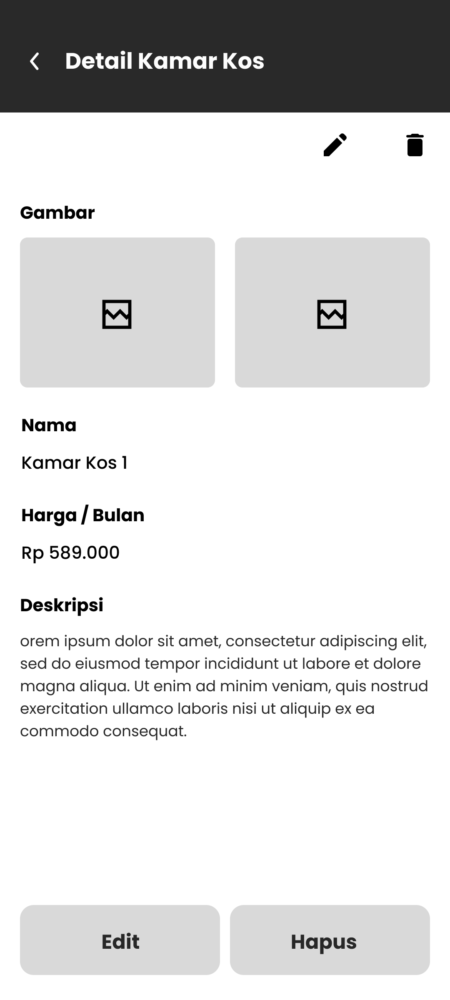 Detail Kamar Kos
Gambar
Nama
Kamar Kos 1
Harga / Bulan
Rp 589.000
Deskripsi
orem ipsum dolor sit amet, consectetur adipiscing elit,
sed do eiusmod tempor incididunt ut labore et dolore
magna aliqua. Ut enim ad minim veniam, quis nostrud
exercitation ullamco laboris nisi ut aliquip ex ea
commodo consequat.
Edit
Hapus